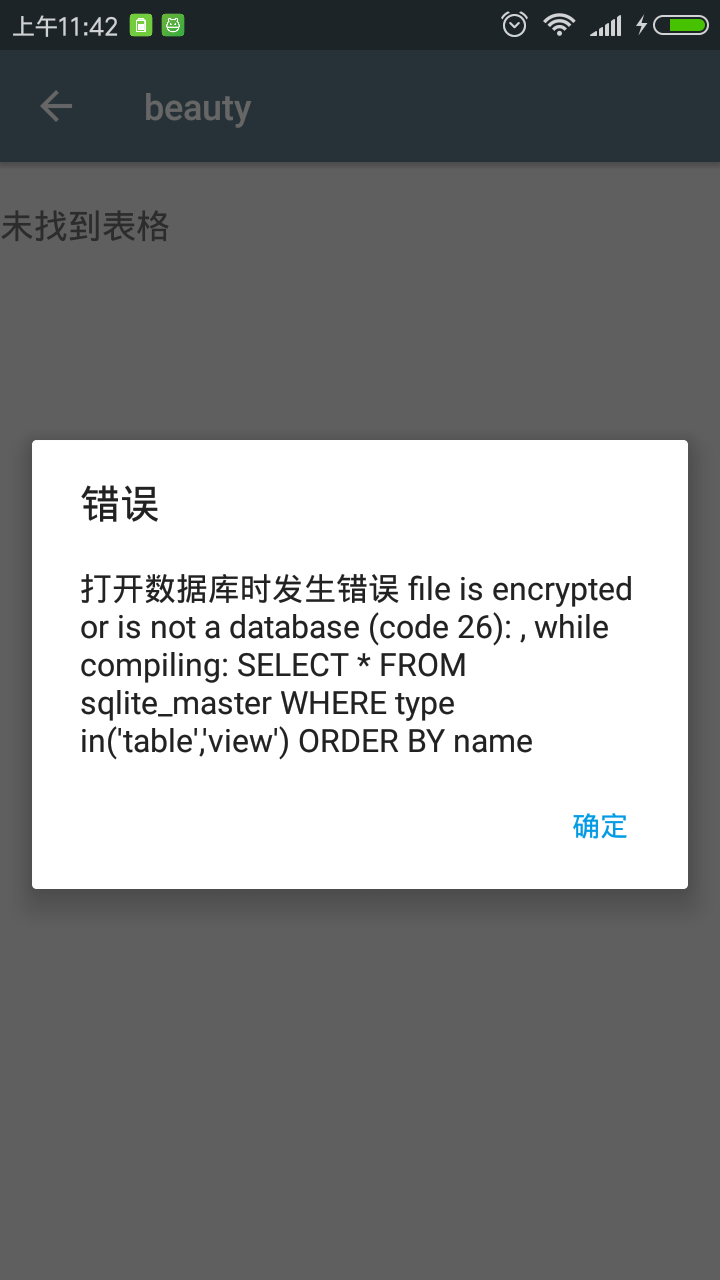 上午11:42
beauty
未找到表格
错误
打开数据库时发生错误 file is encrypted
or is not a database (code 26): , while
compiling: SELECT * FROM
sqlite_master WHERE type
in('table','view') ORDER BY name
确定